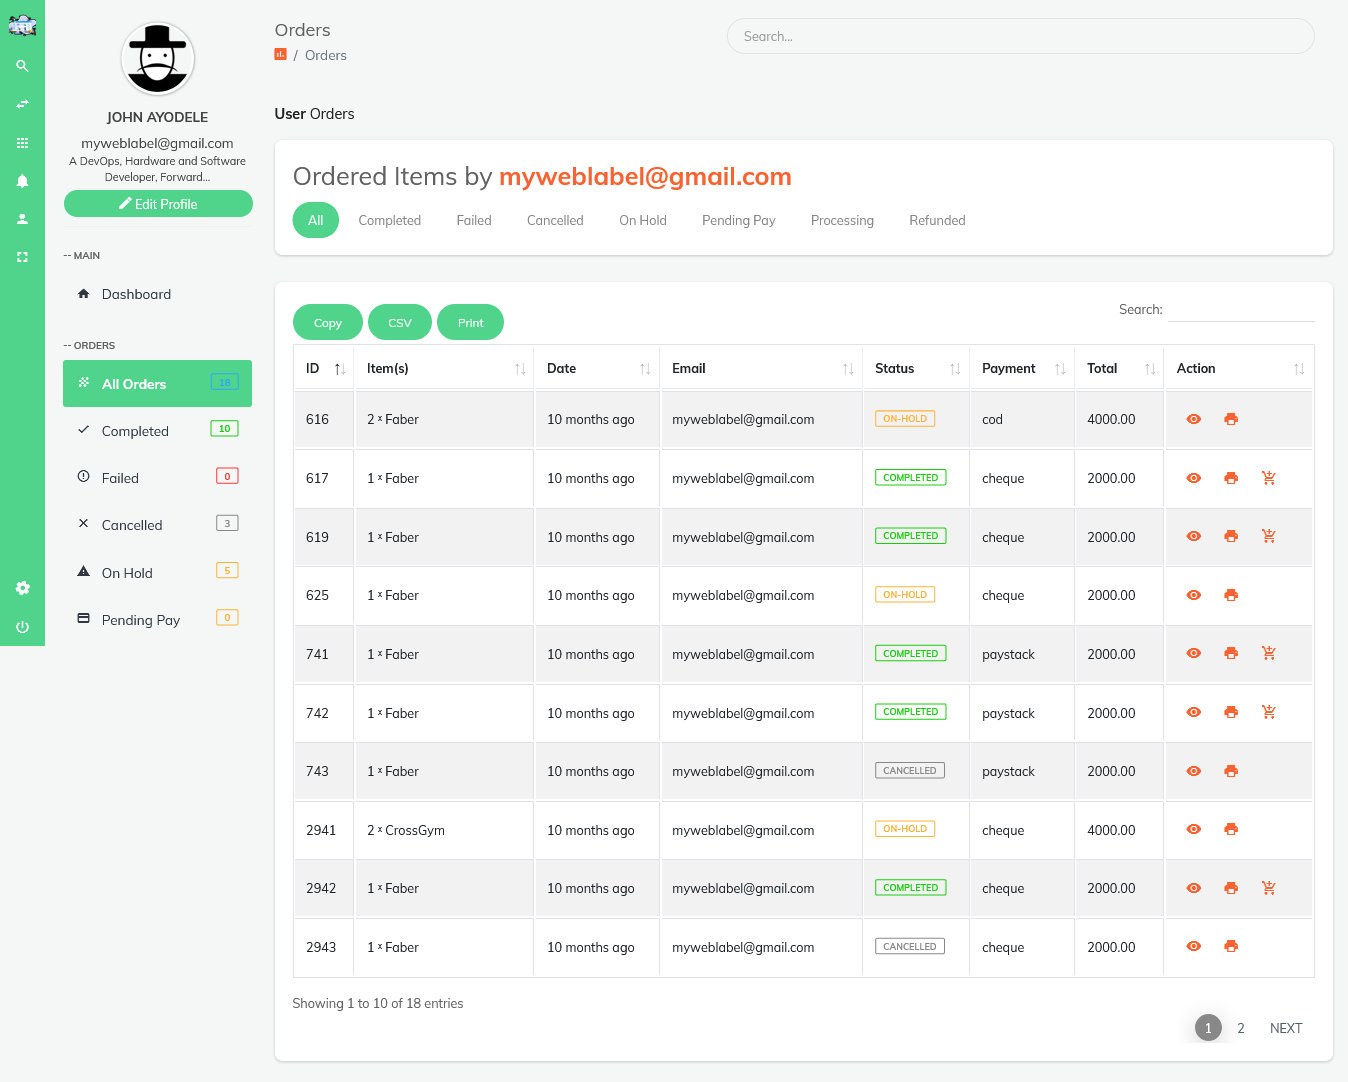 JOHN AYODELE
myweblabel@gmail.com
A DevOps, Hardware and Software
Developer, Forward...
Edit Profile
-- MAIN
Dashboard
-- ORDERS
All Orders 18
Completed 10
Failed 0
Cancelled 3
On Hold 5
Pending Pay 0
Orders
/ Orders
Search...
User Orders
Ordered Items by myweblabel@gmail.com
All Completed Failed Cancelled On Hold Pending Pay Processing Refunded
Copy CSV Print
Search:
ID Item(s) Date Email Status Payment Total Action
616 2 x Faber 10 months ago myweblabel@gmail.com ON-HOLD cod 4000.00
617 1 x Faber 10 months ago myweblabel@gmail.com COMPLETED cheque 2000.00
619 1 x Faber 10 months ago myweblabel@gmail.com COMPLETED cheque 2000.00
625 1 x Faber 10 months ago myweblabel@gmail.com ON-HOLD cheque 2000.00
741 1 x Faber 10 months ago myweblabel@gmail.com COMPLETED paystack 2000.00
742 1 x Faber 10 months ago myweblabel@gmail.com COMPLETED paystack 2000.00
743 1 x Faber 10 months ago myweblabel@gmail.com CANCELLED paystack 2000.00
2941 2 x CrossGym 10 months ago myweblabel@gmail.com ON-HOLD cheque 4000.00
2942 1 x Faber 10 months ago myweblabel@gmail.com COMPLETED cheque 2000.00
2943 1 x Faber 10 months ago myweblabel@gmail.com CANCELLED cheque 2000.00
Showing 1 to 10 of 18 entries
1 2 NEXT